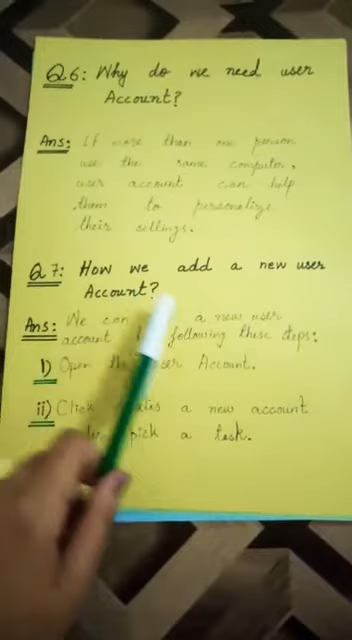 Q6: Why do we need user
Account?
Ans: If more than one person
use the same computer,
user account can help
them to personalize
their settings.
Q7: How we add a new user
Account?
Ans: We can a new user
account following these steps:
i) Open the Account.
ii) Click a new account
pick a task.